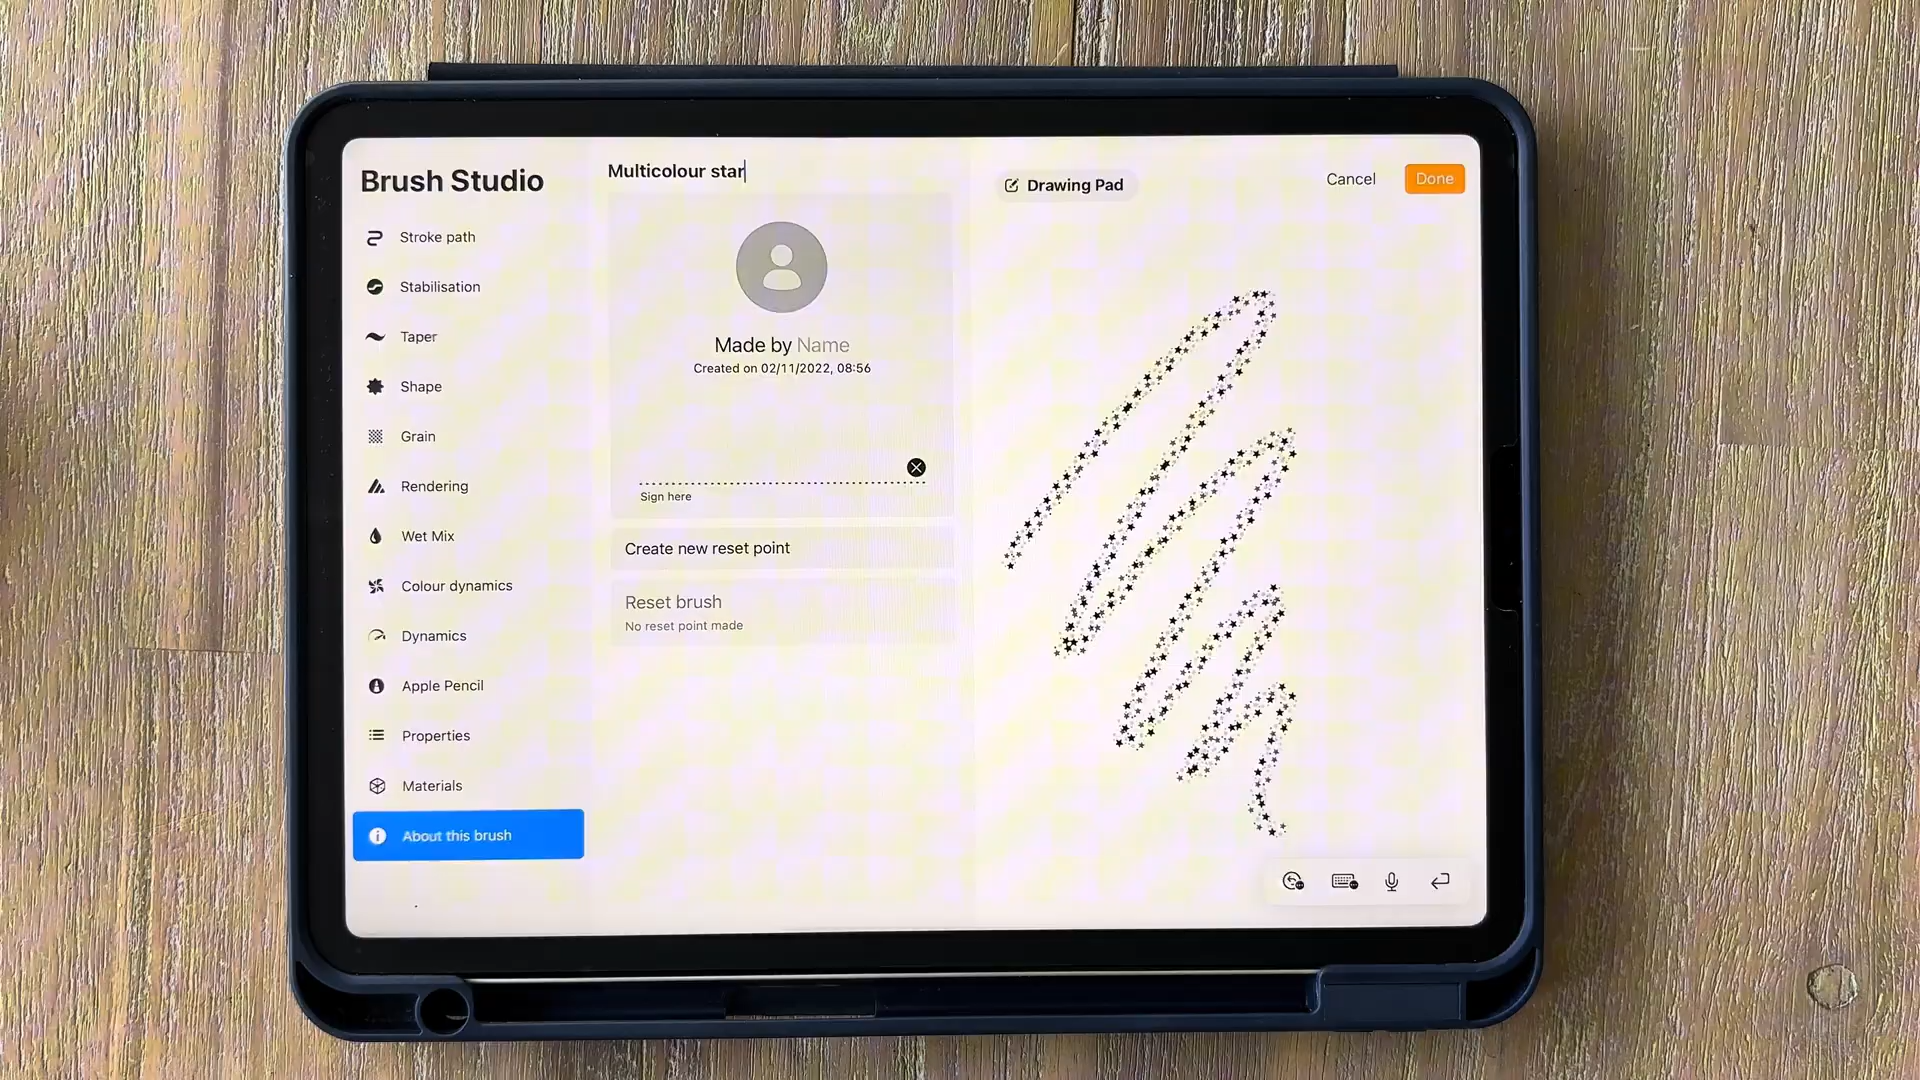 Brush Studio
Stroke path
Stabilisation
Taper
Shape
Grain
Rendering
Wet Mix
Colour dynamics
Dynamics
Apple Pencil
Properties
Materials
About this brush
Multicolour star
Made by Name
Created on 02/11/2022, 08:56
Sign here
Create new reset point
Reset brush
No reset point made
Drawing Pad
Cancel
Done